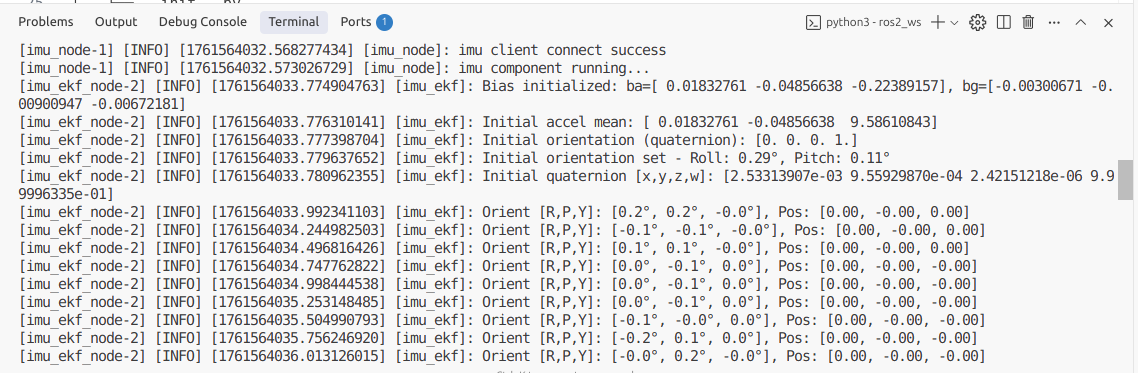 Problems Output Debug Console Terminal Ports 1 python3 - ros2_ws
[imu_node-1] [INFO] [1761564032.568277434] [imu_node]: imu client connect success
[imu_node-1] [INFO] [1761564032.573026729] [imu_node]: imu component running...
[imu_ekf_node-2] [INFO] [1761564033.774904763] [imu_ekf]: Bias initialized: ba=[ 0.01832761 -0.04856638 -0.22389157], bg=[-0.00300671 -0.
00900947 -0.00672181]
[imu_ekf_node-2] [INFO] [1761564033.776310141] [imu_ekf]: Initial accel mean: [ 0.01832761 -0.04856638  9.58610843]
[imu_ekf_node-2] [INFO] [1761564033.777398704] [imu_ekf]: Initial orientation (quaternion): [0. 0. 0. 1.]
[imu_ekf_node-2] [INFO] [1761564033.779637652] [imu_ekf]: Initial orientation set - Roll: 0.29°, Pitch: 0.11°
[imu_ekf_node-2] [INFO] [1761564033.780962355] [imu_ekf]: Initial quaternion [x,y,z,w]: [2.53313907e-03 9.55929870e-04 2.42151218e-06 9.9
9996335e-01]
[imu_ekf_node-2] [INFO] [1761564033.992341103] [imu_ekf]: Orient [R,P,Y]: [0.2°, 0.2°, -0.0°], Pos: [0.00, -0.00, 0.00]
[imu_ekf_node-2] [INFO] [1761564034.244982503] [imu_ekf]: Orient [R,P,Y]: [-0.1°, -0.1°, -0.0°], Pos: [0.00, -0.00, 0.00]
[imu_ekf_node-2] [INFO] [1761564034.496816426] [imu_ekf]: Orient [R,P,Y]: [0.1°, 0.1°, -0.0°], Pos: [0.00, -0.00, 0.00]
[imu_ekf_node-2] [INFO] [1761564034.747762822] [imu_ekf]: Orient [R,P,Y]: [0.0°, -0.1°, 0.0°], Pos: [0.00, -0.00, -0.00]
[imu_ekf_node-2] [INFO] [1761564034.998444538] [imu_ekf]: Orient [R,P,Y]: [0.0°, -0.1°, 0.0°], Pos: [0.00, -0.00, -0.00]
[imu_ekf_node-2] [INFO] [1761564035.253148485] [imu_ekf]: Orient [R,P,Y]: [0.0°, -0.1°, 0.0°], Pos: [0.00, -0.00, -0.00]
[imu_ekf_node-2] [INFO] [1761564035.504990793] [imu_ekf]: Orient [R,P,Y]: [-0.1°, -0.0°, 0.0°], Pos: [0.00, -0.00, -0.00]
[imu_ekf_node-2] [INFO] [1761564035.756246920] [imu_ekf]: Orient [R,P,Y]: [-0.2°, 0.1°, 0.0°], Pos: [0.00, -0.00, -0.00]
[imu_ekf_node-2] [INFO] [1761564036.013126015] [imu_ekf]: Orient [R,P,Y]: [-0.0°, 0.2°, -0.0°], Pos: [0.00, -0.00, -0.00]